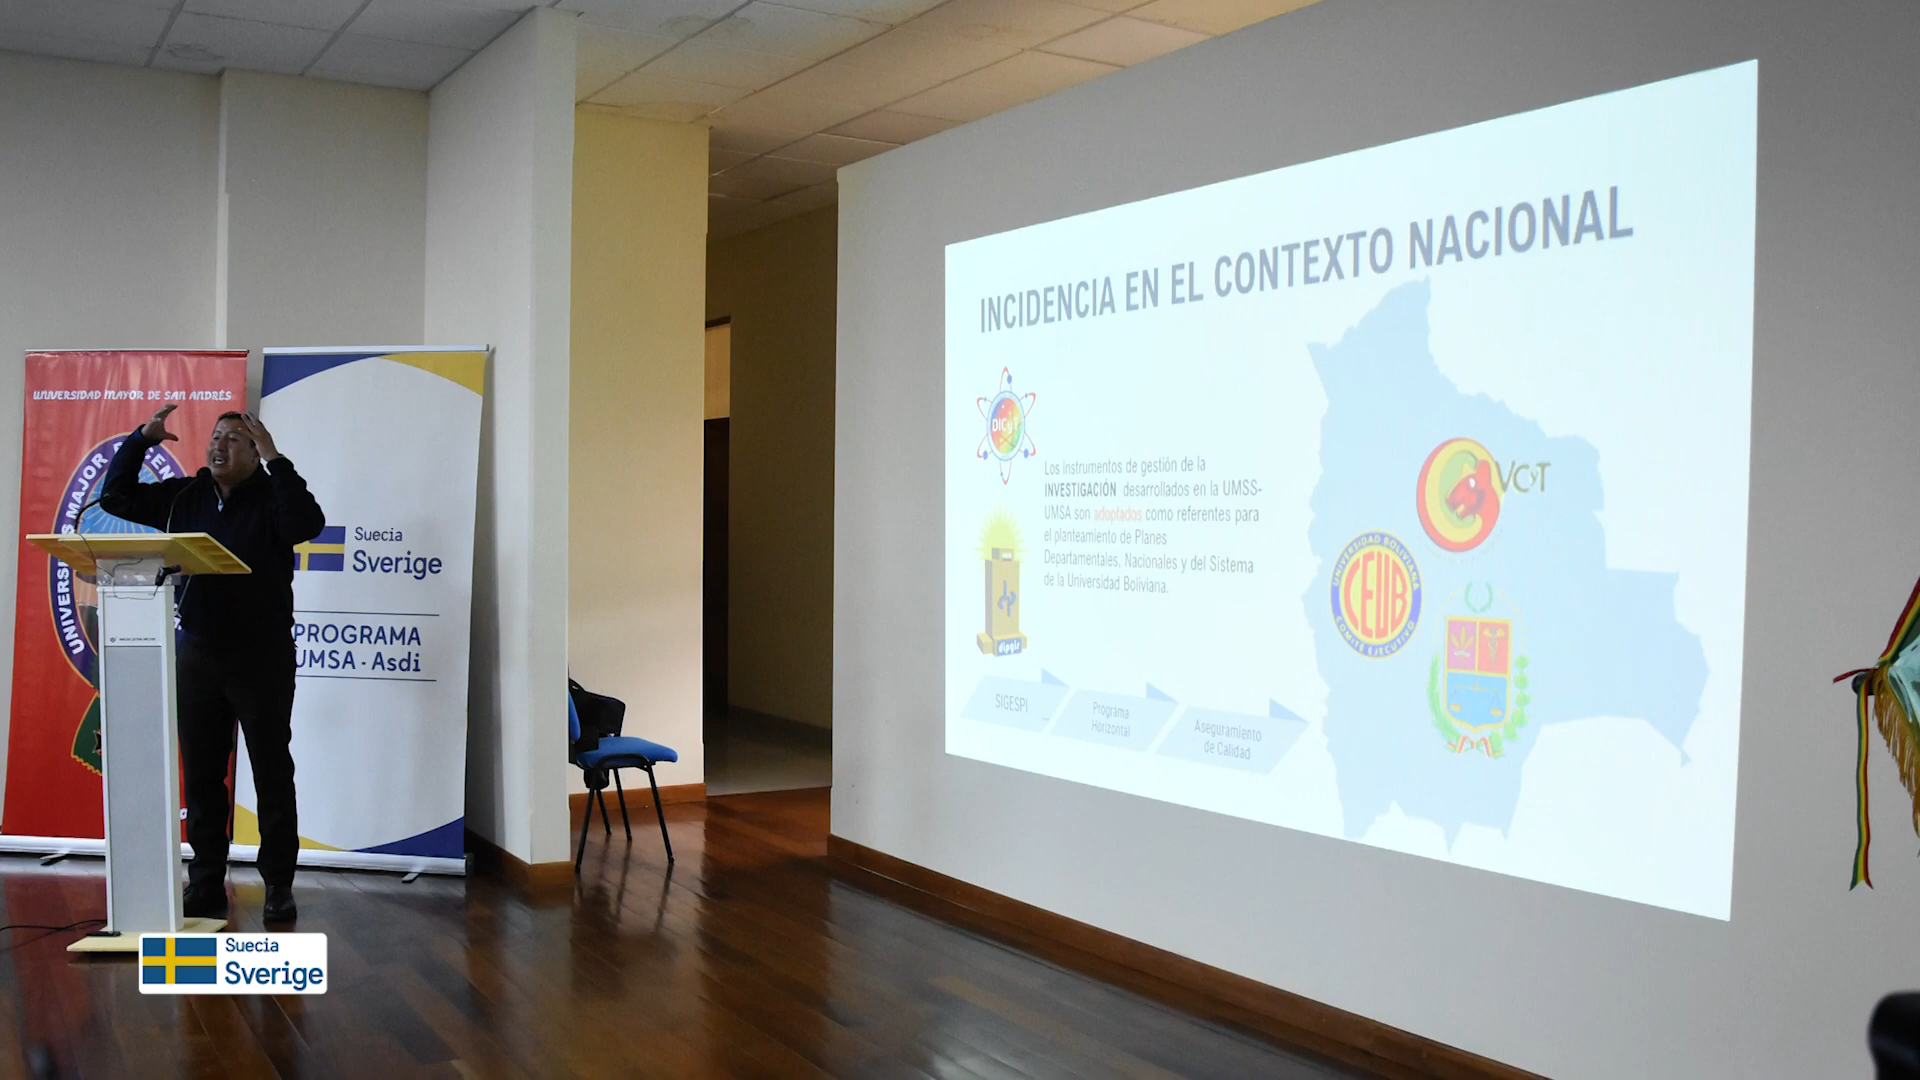 UNIVERSIDAD MAYOR DE SAN ANDRÉS
Suecia
Sverige
PROGRAMA
UMSA - Asdi
INCIDENCIA EN EL CONTEXTO NACIONAL
DICyT
Los instrumentos de gestión de la
INVESTIGACIÓN desarrollados en la UMSS-
UMSA son adoptados como referentes para
el planteamiento de Planes
Departamentales, Nacionales y del Sistema
de la Universidad Boliviana.
dipgis
SIGESPI
Programa
Horizontal
Aseguramiento
de Calidad
VCyT
UNIVERSIDAD BOLIVIANA
CEUB
COMITE EJECUTIVO
Suecia
Sverige